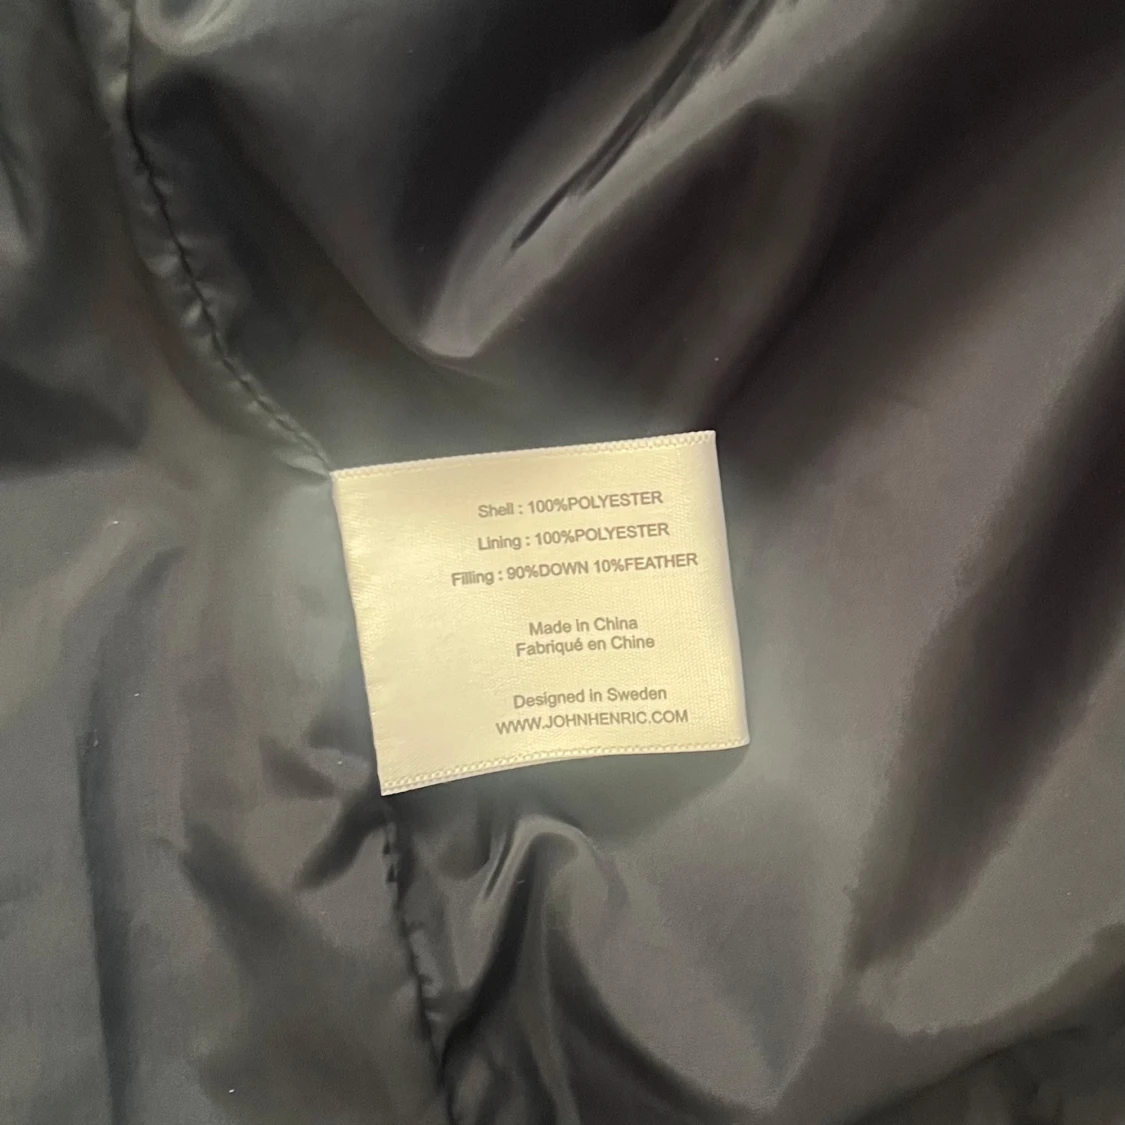 Shell : 100%POLYESTER
Lining : 100%POLYESTER
Filling : 90%DOWN 10%FEATHER
Made in China
Fabriqué en Chine
Designed in Sweden
WWW.JOHNHENRIC.COM